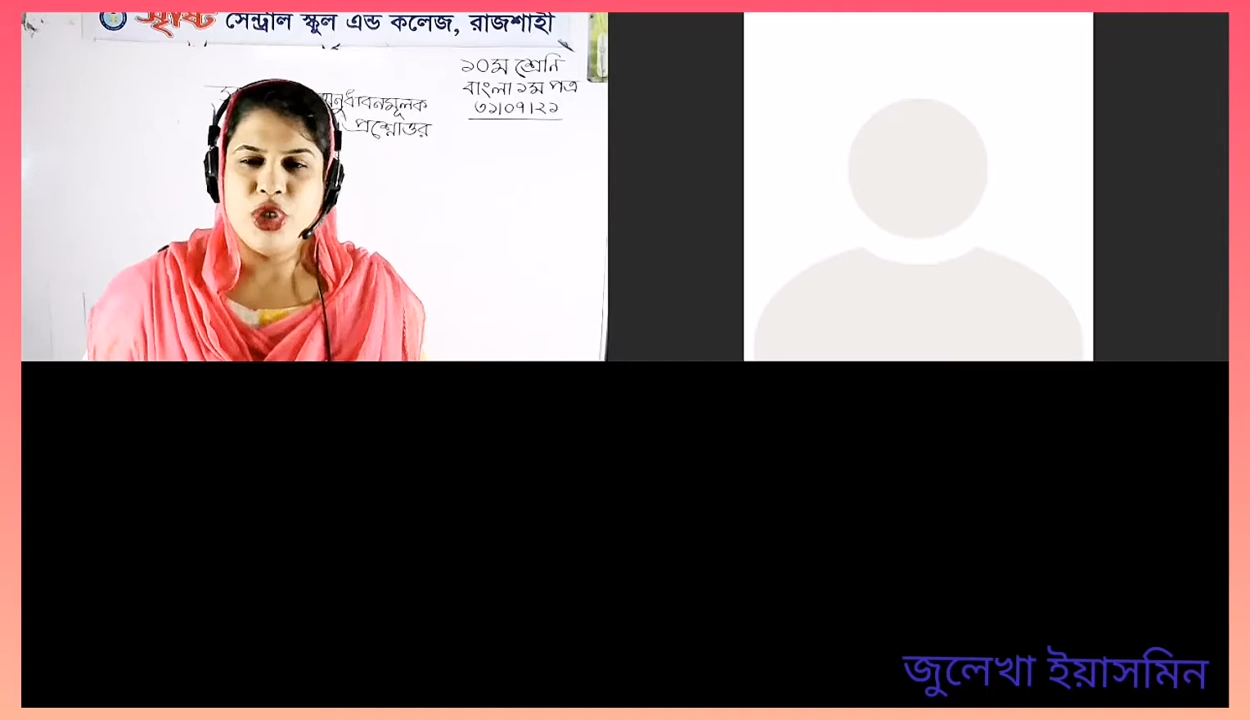 সৃষ্টি সেন্ট্রাল স্কুল এন্ড কলেজ, রাজশাহী
১০ম শ্রেনি
বাংলা ১ম পত্র
৩১।০৭।২১
অনুধাবনমূলক
প্রশ্নোত্তর
জুলেখা ইয়াসমিন